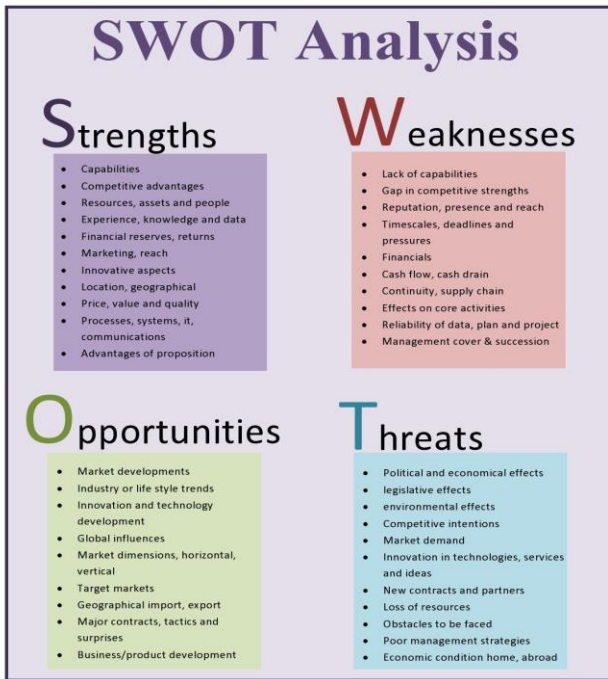 SWOT Analysis
Strengths
• Capabilities
• Competitive advantages
• Resources, assets and people
• Experience, knowledge and data
• Financial reserves, returns
• Marketing, reach
• Innovative aspects
• Location, geographical
• Price, value and quality
• Processes, systems, it,
communications
• Advantages of proposition
Weaknesses
• Lack of capabilities
• Gap in competitive strengths
• Reputation, presence and reach
• Timescales, deadlines and
pressures
• Financials
• Cash flow, cash drain
• Continuity, supply chain
• Effects on core activities
• Reliability of data, plan and project
• Management cover & succession
Opportunities
• Market developments
• Industry or life style trends
• Innovation and technology
development
• Global influences
• Market dimensions, horizontal,
vertical
• Target markets
• Geographical import, export
• Major contracts, tactics and
surprises
• Business/product development
Threats
• Political and economical effects
• legislative effects
• environmental effects
• Competitive intentions
• Market demand
• Innovation in technologies, services
and ideas
• New contracts and partners
• Loss of resources
• Obstacles to be faced
• Poor management strategies
• Economic condition home, abroad